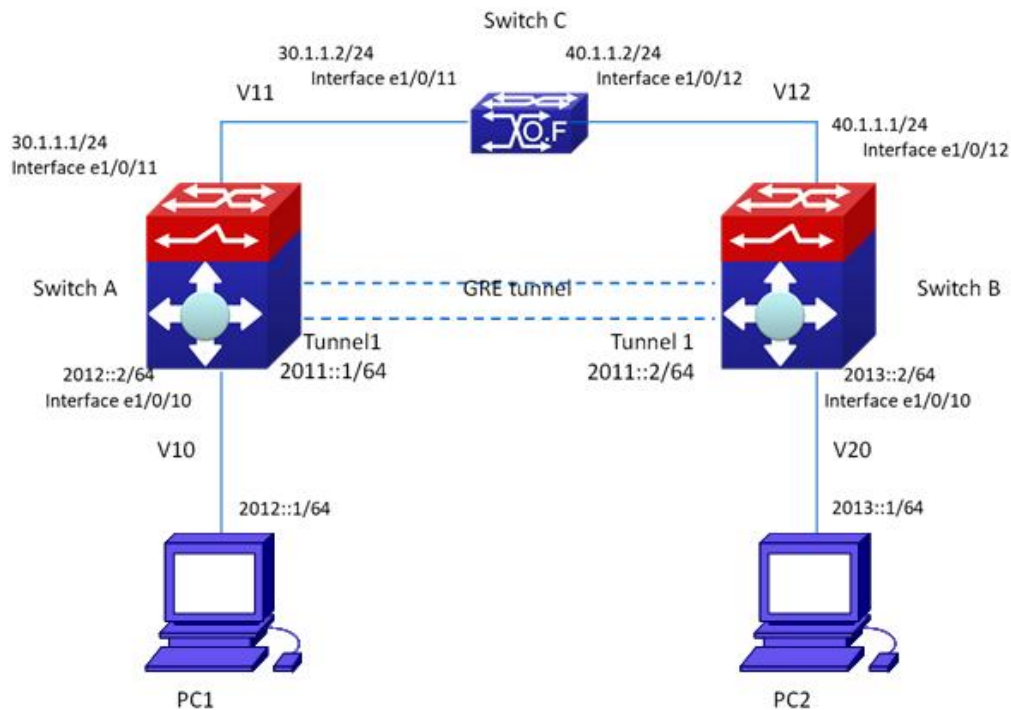 Switch C
30.1.1.2/24
40.1.1.2/24
Interface e1/0/11
Interface e1/0/12
V11
V12
O.F
30.1.1.1/24
Interface e1/0/11
40.1.1.1/24
Interface e1/0/12
Switch A
GRE tunnel
Switch B
Tunnel1
2011::1/64
Tunnel 1
2011::2/64
2012::2/64
Interface e1/0/10
2013::2/64
Interface e1/0/10
V10
V20
2012::1/64
2013::1/64
PC1
PC2